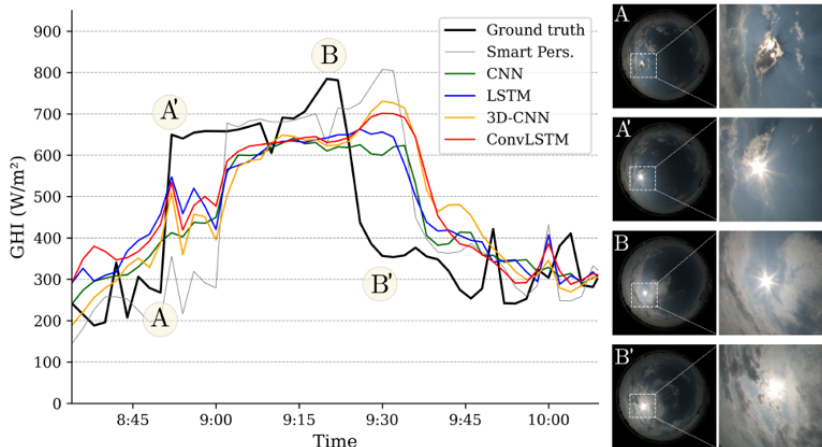 900
800
700
600
500
400
300
200
100
0
GHI (W/m²)
8:45
9:00
9:15
9:30
9:45
10:00
Time
Ground truth
Smart Pers.
CNN
LSTM
3D-CNN
ConvLSTM
A'
B
A
B'
A
A'
B
B'